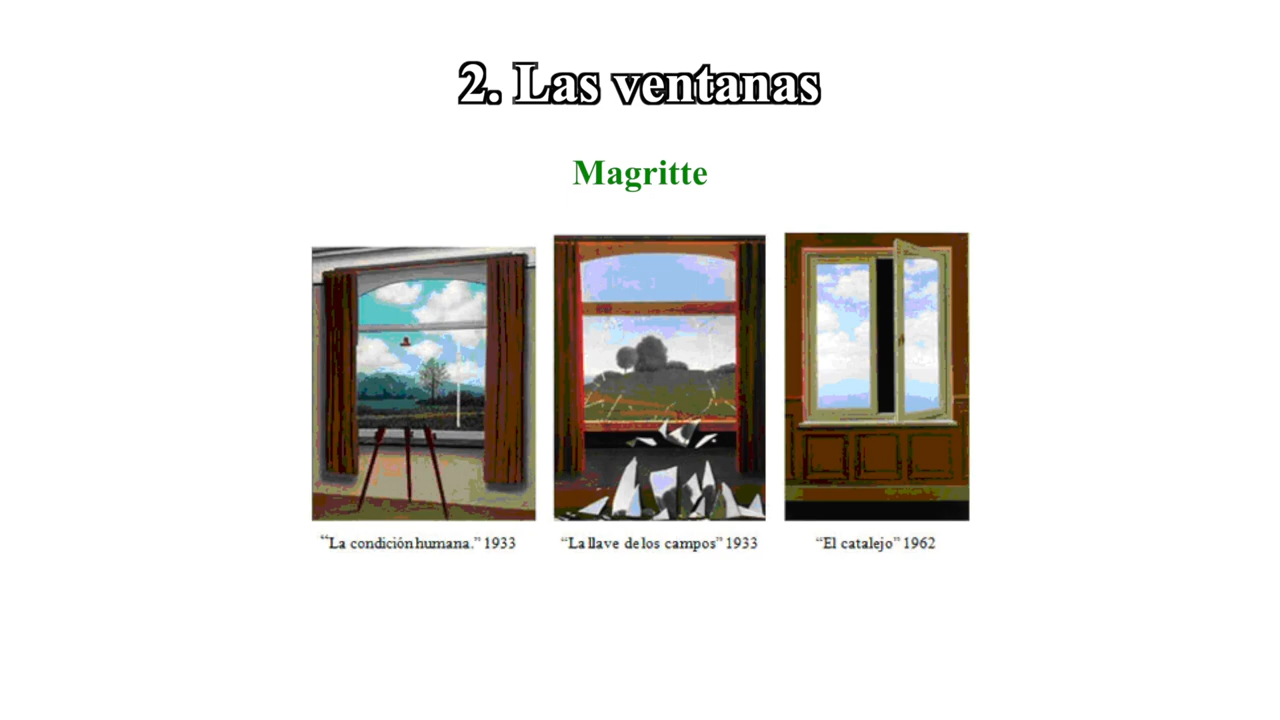 2. Las ventanas
Magritte
“La condición humana.” 1933
“La llave de los campos” 1933
“El catalejo” 1962